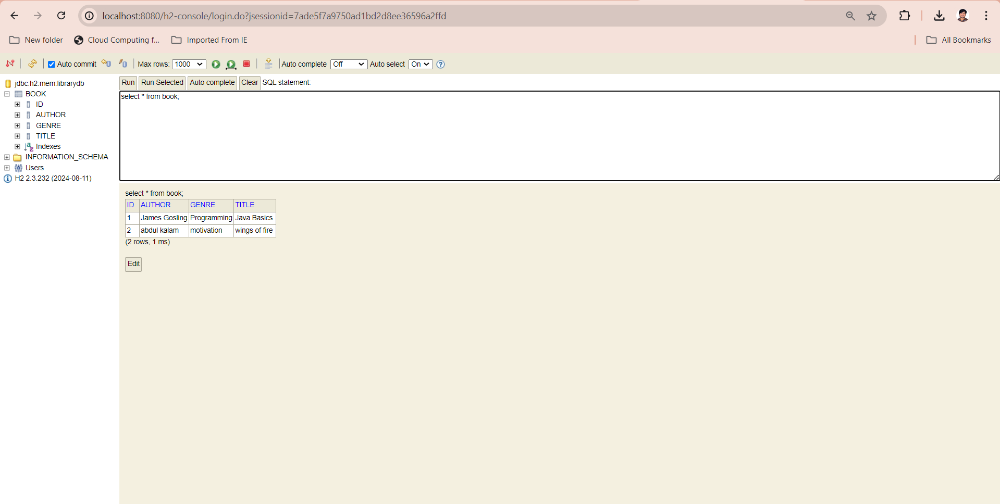 localhost:8080/h2-console/login.do?jsessionid=7ade5f7a9750ad1bd2d8ee36596a2ffd
New folder Cloud Computing f... Imported From IE All Bookmarks
Auto commit Max rows: 1000 Auto complete Off Auto select On
jdbc:h2:mem:librarydb
BOOK
ID
AUTHOR
GENRE
TITLE
Indexes
INFORMATION_SCHEMA
Users
H2 2.3.232 (2024-08-11)
Run Run Selected Auto complete Clear SQL statement:
select * from book;
select * from book;
ID AUTHOR GENRE TITLE
1 James Gosling Programming Java Basics
2 abdul kalam motivation wings of fire
(2 rows, 1 ms)
Edit